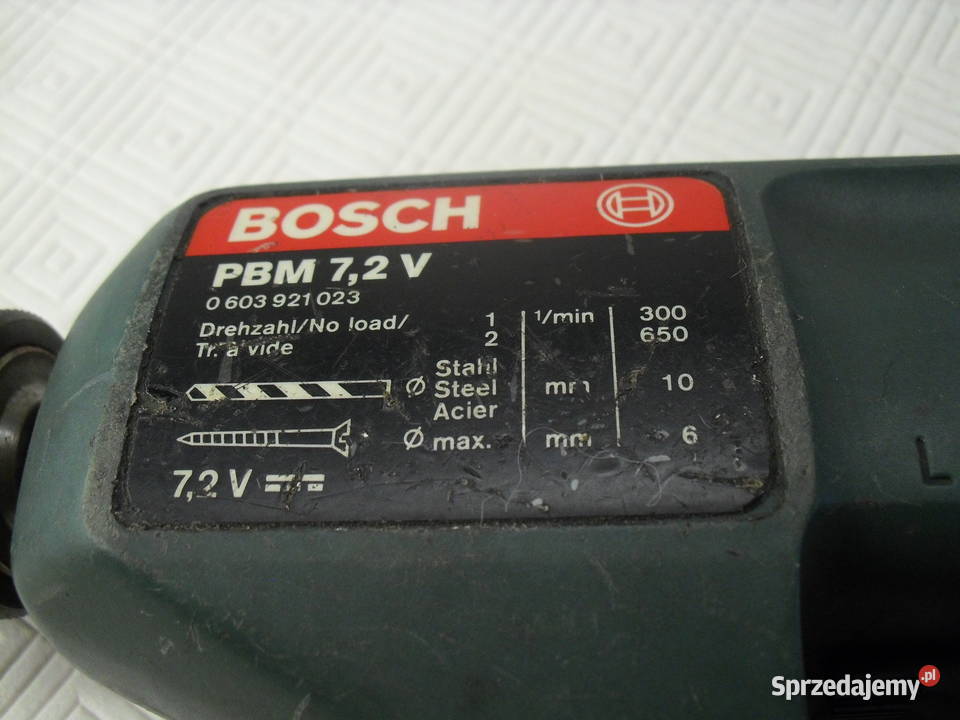 BOSCH
PBM 7,2 V
0 603 921 023
Drehzahl/No load/ 1 1/min 300
Tr. a vide 2 650
Ø Stahl Steel Acier mm 10
Ø max. mm 6
7,2 V
L
Sprzedajemy.pl